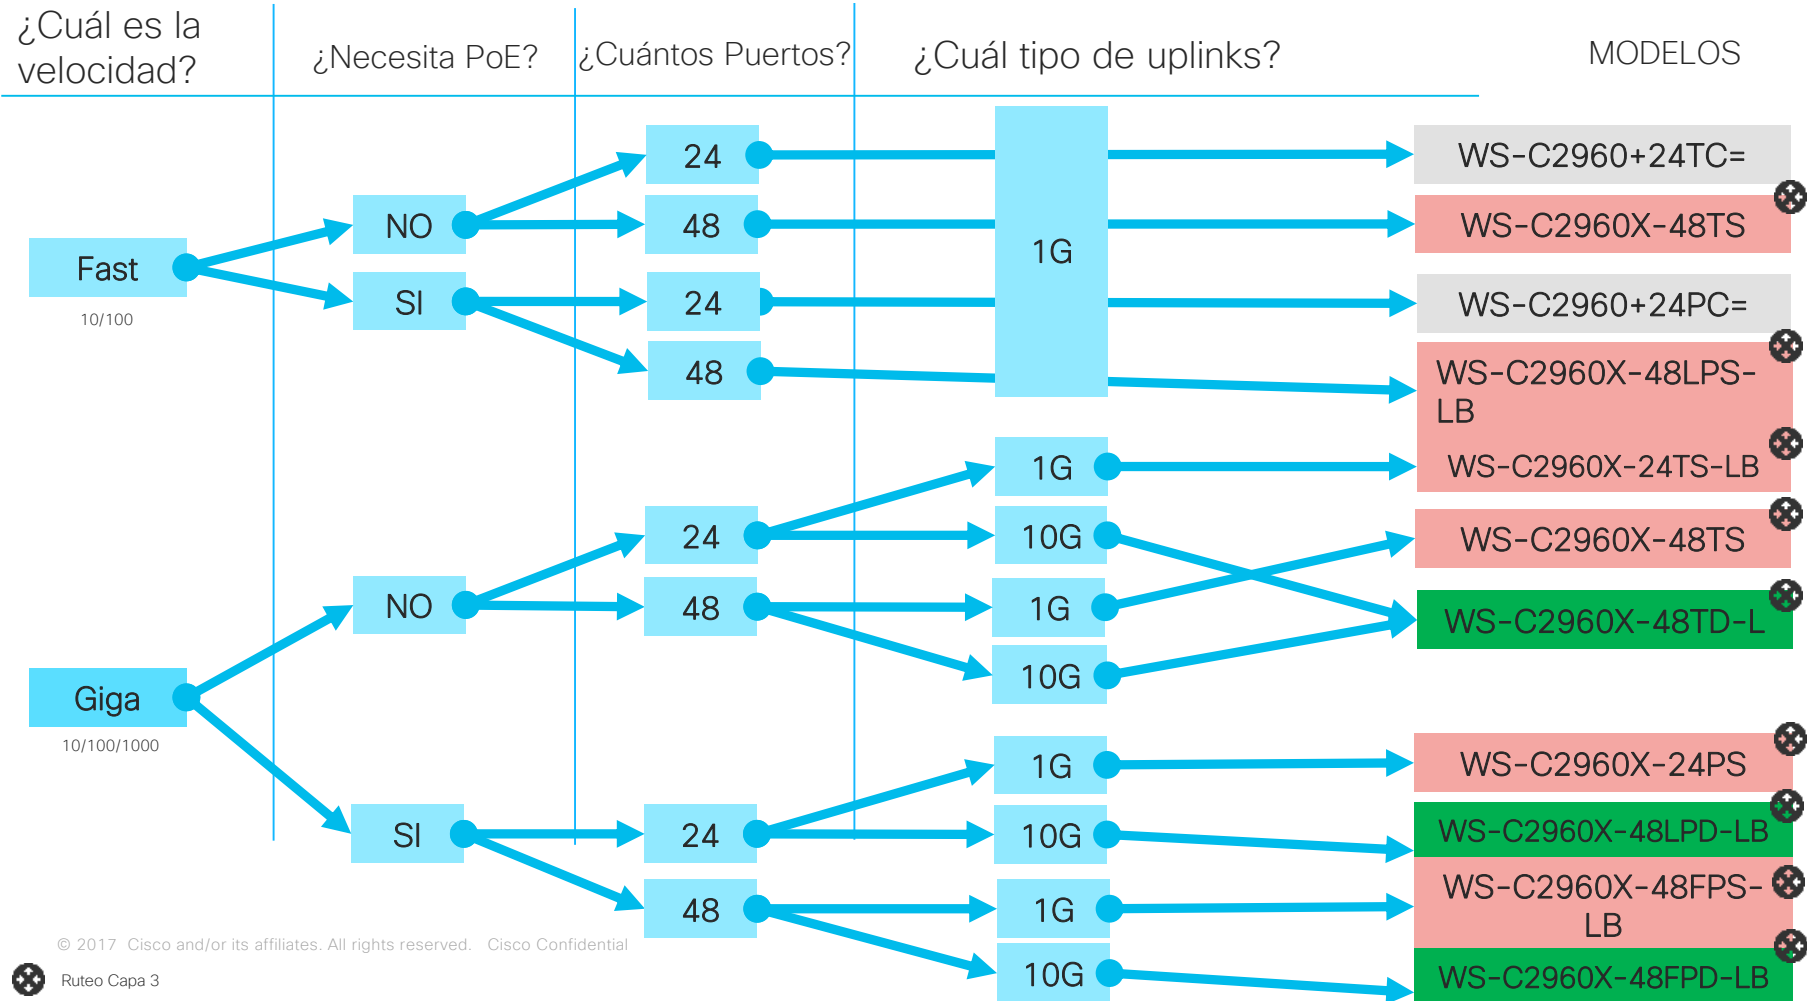 ¿Cuál es la
velocidad?
¿Necesita PoE?
¿Cuántos Puertos?
¿Cuál tipo de uplinks?
MODELOS
Fast
10/100
NO
SI
24
48
24
48
1G
WS-C2960+24TC=
WS-C2960X-48TS
WS-C2960+24PC=
WS-C2960X-48LPS-
LB
Giga
10/100/1000
NO
24
48
1G
10G
1G
10G
WS-C2960X-24TS-LB
WS-C2960X-48TS
WS-C2960X-48TD-L
SI
24
48
1G
10G
1G
10G
WS-C2960X-24PS
WS-C2960X-48LPD-LB
WS-C2960X-48FPS-
LB
WS-C2960X-48FPD-LB
© 2017 Cisco and/or its affiliates. All rights reserved. Cisco Confidential
Ruteo Capa 3